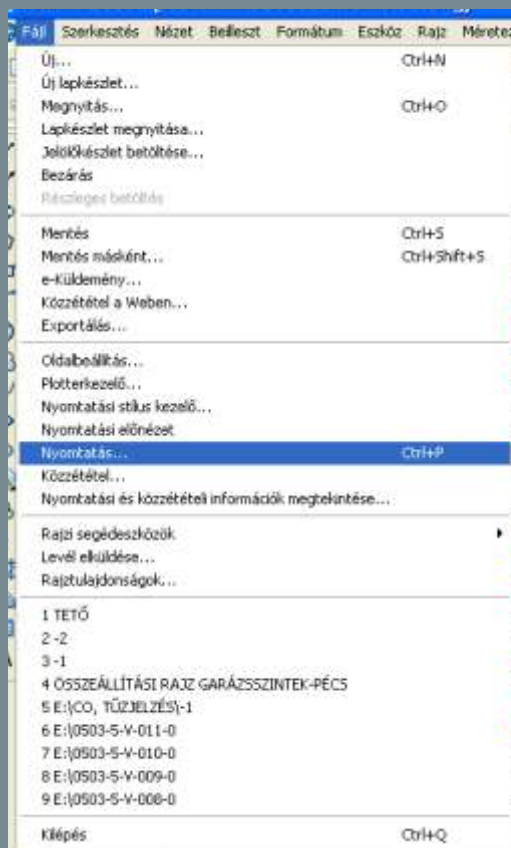 Fájl Szerkesztés Nézet Beilleszt Formátum Eszköz Rajz Méretez
Új... Ctrl+N
Új lapkészlet...
Megnyitás... Ctrl+O
Lapkészlet megnyitása...
Jelölőkészlet betöltése...
Bezárás
Részleges betöltés
Mentés Ctrl+S
Mentés másként... Ctrl+Shift+S
e-Küldemény...
Közzététel a Weben...
Exportálás...
Oldalbeállítás...
Plotterkezelő...
Nyomtatási stílus kezelő...
Nyomtatási előnézet
Nyomtatás... Ctrl+P
Közzététel...
Nyomtatási és közzétételi információk megtekintése...
Rajzi segédeszközök
Levél elküldése...
Rajztulajdonságok...
1 TETŐ
2 -2
3 -1
4 ÖSSZEÁLLÍTÁSI RAJZ GARÁZSSZINTEK-PÉCS
5 E:\CO, TŰZJELZÉS\-1
6 E:\0503-5-V-011-0
7 E:\0503-5-V-010-0
8 E:\0503-5-V-009-0
9 E:\0503-5-V-008-0
Kilépés Ctrl+Q